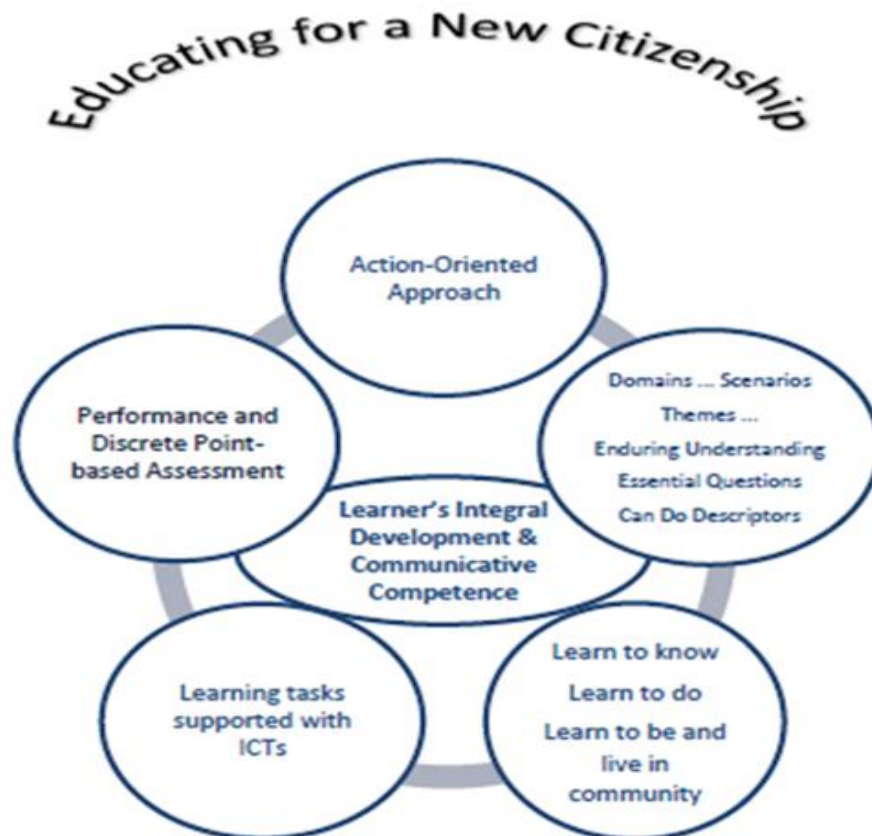 Educating for a New Citizenship
Action-Oriented
Approach
Domains ... Scenarios
Themes ...
Enduring Understanding
Essential Questions
Can Do Descriptors
Performance and
Discrete Point-
based Assessment
Learner's Integral
Development &
Communicative
Competence
Learn to know
Learn to do
Learn to be and
live in
community
Learning tasks
supported with
ICTs